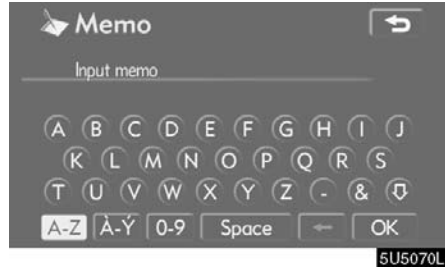 Memo
Input memo
A B C D E F G H I J
K L M N O P Q R S
T U V W X Y Z - &
A-Z À-Ý 0-9 Space ← OK
5U5070L